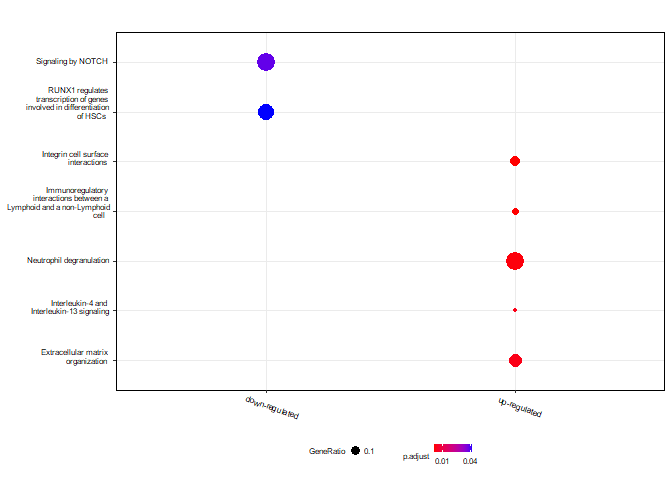 Signaling by NOTCH
RUNX1 regulates
transcription of genes
involved in differentiation
of HSCs
Integrin cell surface
interactions
Immunoregulatory
interactions between a
Lymphoid and a non-Lymphoid
cell
Neutrophil degranulation
Interleukin-4 and
Interleukin-13 signaling
Extracellular matrix
organization
down-regulated
up-regulated
GeneRatio
0.1
p.adjust
0.01
0.04